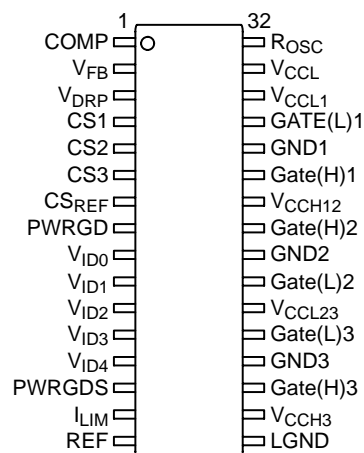 1 32
COMP ROSC
VFB VCCL
VDRP VCCL1
CS1 GATE(L)1
CS2 GND1
CS3 Gate(H)1
CSREF VCCH12
PWRGD Gate(H)2
VID0 GND2
VID1 Gate(L)2
VID2 VCCL23
VID3 Gate(L)3
VID4 GND3
PWRGDS Gate(H)3
ILIM VCCH3
REF LGND